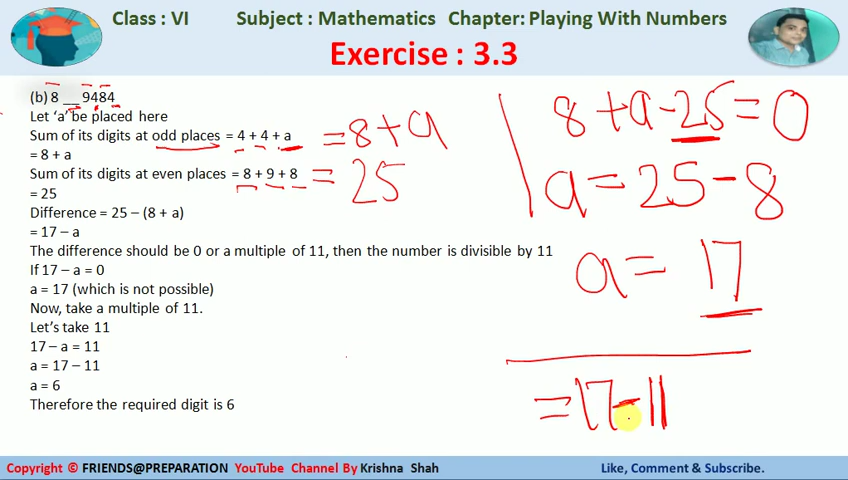 Class : VI Subject : Mathematics Chapter: Playing With Numbers
Exercise : 3.3
(b) 8 __ 9484
Let ‘a’ be placed here
Sum of its digits at odd places = 4 + 4 + a
= 8 + a
= 8 + a
Sum of its digits at even places = 8 + 9 + 8
= 25
= 25
Difference = 25 – (8 + a)
= 17 – a
The difference should be 0 or a multiple of 11, then the number is divisible by 11
If 17 – a = 0
a = 17 (which is not possible)
Now, take a multiple of 11.
Let’s take 11
17 – a = 11
a = 17 – 11
a = 6
Therefore the required digit is 6
8 + a - 25 = 0
a = 25 - 8
a = 17
= 17 - 11
Copyright © FRIENDS@PREPARATION YouTube Channel By Krishna Shah Like, Comment & Subscribe.